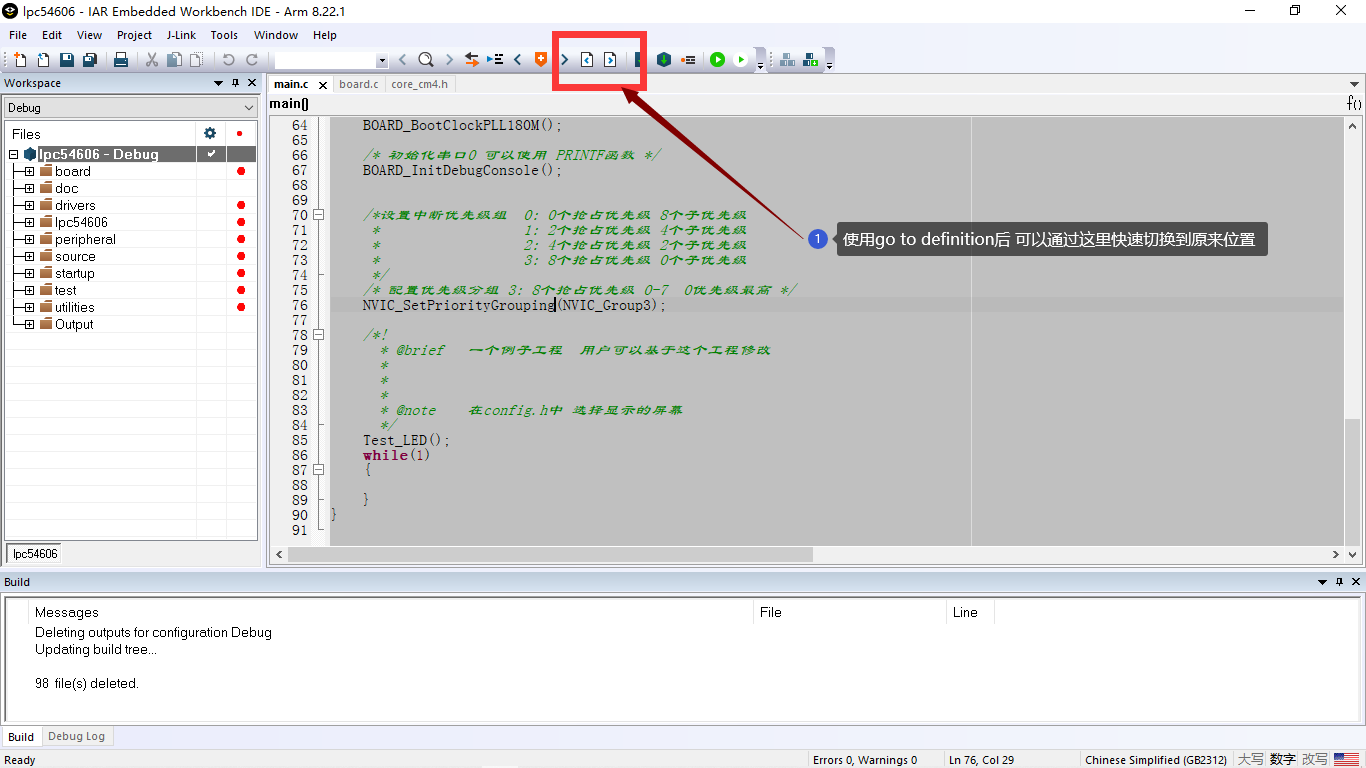 lpc54606 - IAR Embedded Workbench IDE - Arm 8.22.1
File Edit View Project J-Link Tools Window Help
Workspace
Debug
Files
lpc54606 - Debug
board
doc
drivers
lpc54606
peripheral
source
startup
test
utilities
Output
lpc54606
main.c board.c core_cm4.h
main() f()
64 BOARD_BootClockPLL180M();
65
66 /* 初始化串口0 可以使用 PRINTF函数 */
67 BOARD_InitDebugConsole();
68
69
70 /*设置中断优先级组 0: 0个抢占优先级 8个子优先级
71 * 1: 2个抢占优先级 4个子优先级
72 * 2: 4个抢占优先级 2个子优先级
73 * 3: 8个抢占优先级 0个子优先级
74 */
75 /* 配置优先级分组 3: 8个抢占优先级 0-7 0优先级最高 */
76 NVIC_SetPriorityGrouping(NVIC_Group3);
77
78 /*!
79 * @brief 一个例子工程 用户可以基于这个工程修改
80 *
81 *
82 *
83 * @note 在config.h中 选择显示的屏幕
84 */
85 Test_LED();
86 while(1)
87 {
88
89 }
90 }
91
1 使用go to definition后 可以通过这里快速切换到原来位置
Build
Messages File Line
Deleting outputs for configuration Debug
Updating build tree...
98 file(s) deleted.
Build Debug Log
Ready Errors 0, Warnings 0 Ln 76, Col 29 Chinese Simplified (GB2312) 大写 数字 改写